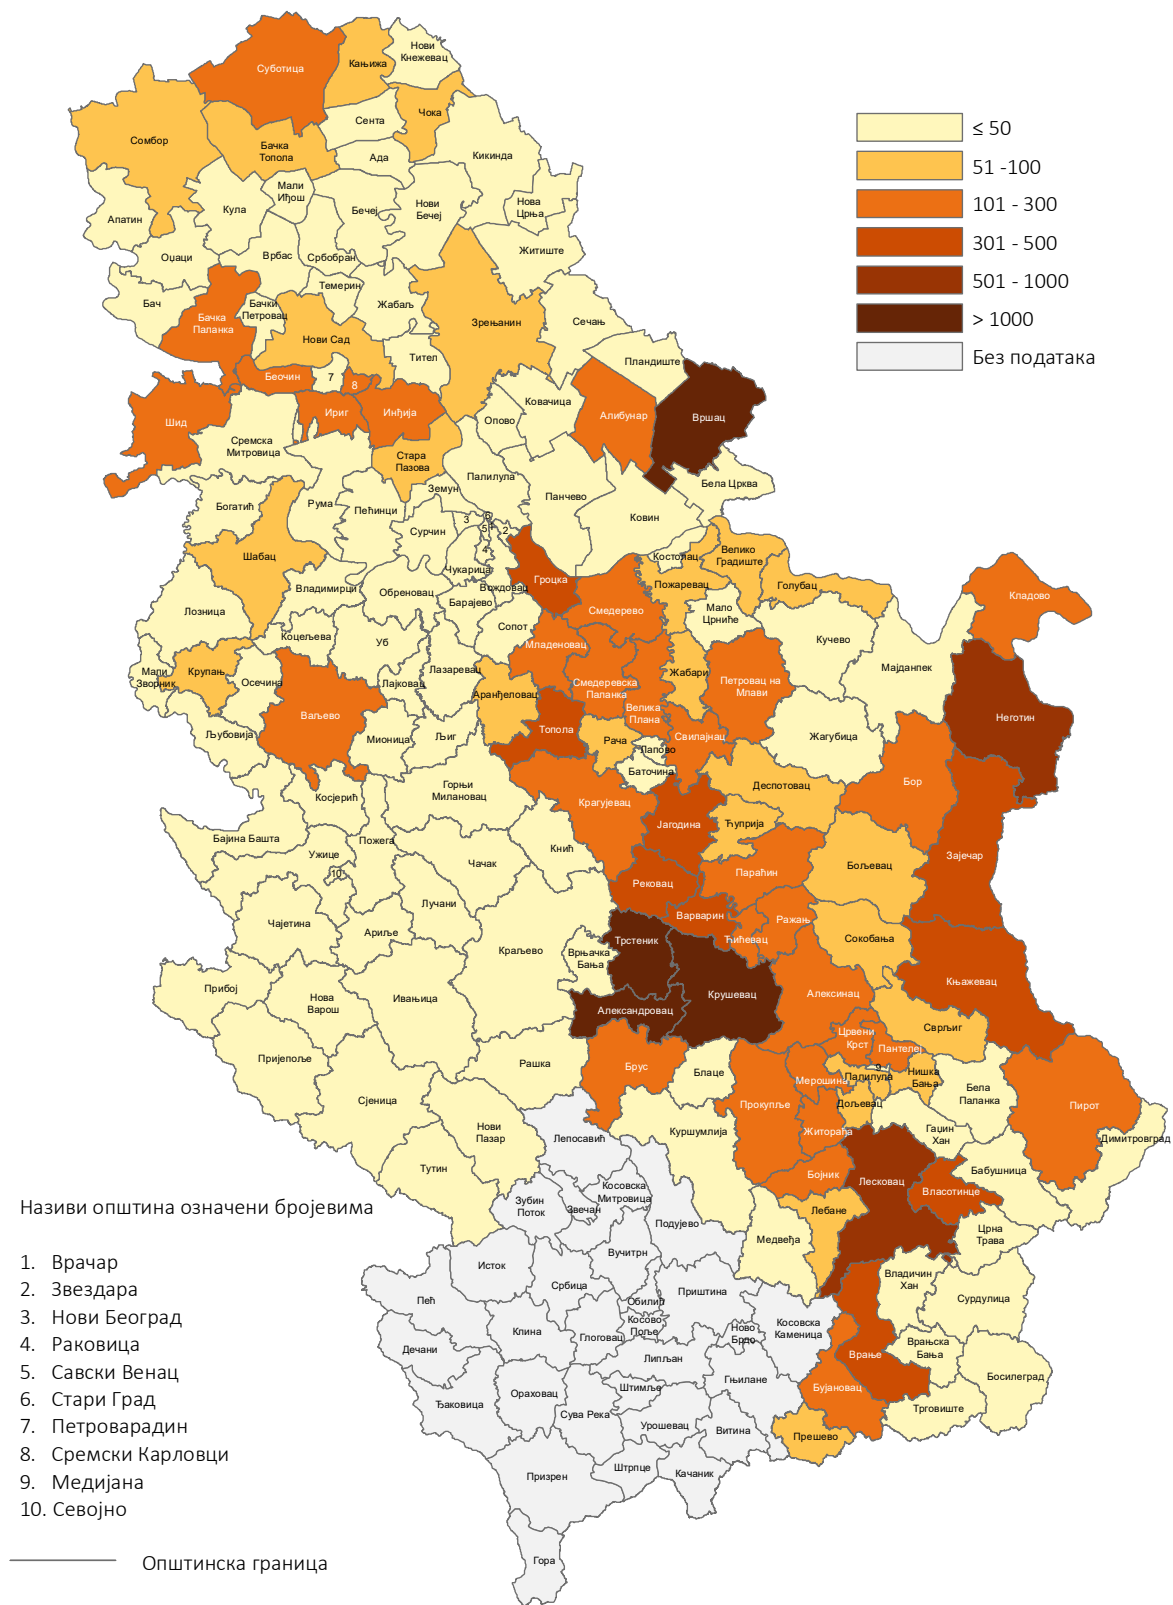 Нови
Кнежевац
Суботица
Кањижа
Чока
Сента
Сомбор
Бачка
Топола
Ада
Кикинда
Мали
Иђош
Апатин
Кула
Бечеј
Нови
Бечеј
Нова
Црња
Оџаци
Врбас
Србобран
Житиште
Бач
Темерин
Бачки
Петровац
Жабаљ
Бачка
Паланка
Зрењанин
Сечањ
Нови Сад
Тител
Пландиште
Беочин
7
8
Шид
Ириг
Инђија
Ковачица
Опово
Алибунар
Вршац
Сремска
Митровица
Стара
Пазова
Палилула
Бела Црква
Земун
Панчево
Богатић
Рума
Пећинци
Ковин
Сурчин
3
6
1
5
2
4
Шабац
Костолац
Велико
Градиште
Чукарица
Гроцка
Пожаревац
Голубац
Владимирци
Обреновац
Вождовац
Барајево
Кладово
Лозница
Смедерево
Мало
Црниће
Сопот
Кучево
Коцељева
Уб
Младеновац
Мајданпек
Мали
Зворник
Крупањ
Осечина
Лазаревац
Лајковац
Жабари
Петровац на
Млави
Смедеревска
Паланка
Аранђеловац
Ваљево
Велика
Плана
Неготин
Љубовија
Мионица
Љиг
Топола
Рача
Свилајнац
Жагубица
Лапово
Баточина
Бор
Деспотовац
Косјерић
Горњи
Милановац
Крагујевац
Јагодина
Ћуприја
Бајина Башта
Пожега
Кнић
Ужице
Чачак
Зајечар
10
Параћин
Бољевац
Рековац
Лучани
Варварин
Ражањ
Чајетина
Ариље
Трстеник
Ћићевац
Сокобања
Краљево
Врњачка
Бања
Књажевац
Прибој
Нова
Варош
Ивањица
Крушевац
Алексинац
Александровац
Сврљиг
Црвени
Крст
Пантелеј
Пријепоље
Рашка
Брус
Блаце
9
Нишка
Бања
Мерошина
Палилула
Бела
Паланка
Сјеница
Прокупље
Дољевац
Пирот
Нови
Пазар
Куршумлија
Житорађа
Гаџин
Хан
Димитровград
Лепосавић
Тутин
Бојник
Лесковац
Бабушница
Косовска
Митровица
Власотинце
Зубин
Поток
Звечан
Лебане
Подујево
Црна
Трава
Медвеђа
Вучитрн
Исток
Србица
Владичин
Хан
Приштина
Сурдулица
Пећ
Обилић
Косово
Поље
Клина
Глоговац
Ново
Брдо
Косовска
Каменица
Дечани
Врање
Врањска
Бања
Липљан
Босилеград
Гњилане
Штимље
Бујановац
Ђаковица
Ораховац
Сува Река
Трговиште
Урошевац
Витина
Прешево
Призрен
Штрпце
Качаник
Гора
≤ 50
51 -100
101 - 300
301 - 500
501 - 1000
> 1000
Без података
Називи општина означени бројевима
1. Врачар
2. Звездара
3. Нови Београд
4. Раковица
5. Савски Венац
6. Стари Град
7. Петроварадин
8. Сремски Карловци
9. Медијана
10. Севојно
Општинска граница